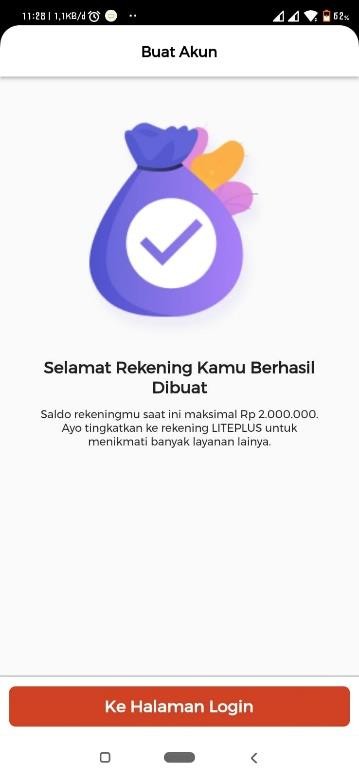 11:28 | 1,1KB/d
62%
Buat Akun
Selamat Rekening Kamu Berhasil
Dibuat
Saldo rekeningmu saat ini maksimal Rp 2.000.000.
Ayo tingkatkan ke rekening LITEPLUS untuk
menikmati banyak layanan lainya.
Ke Halaman Login